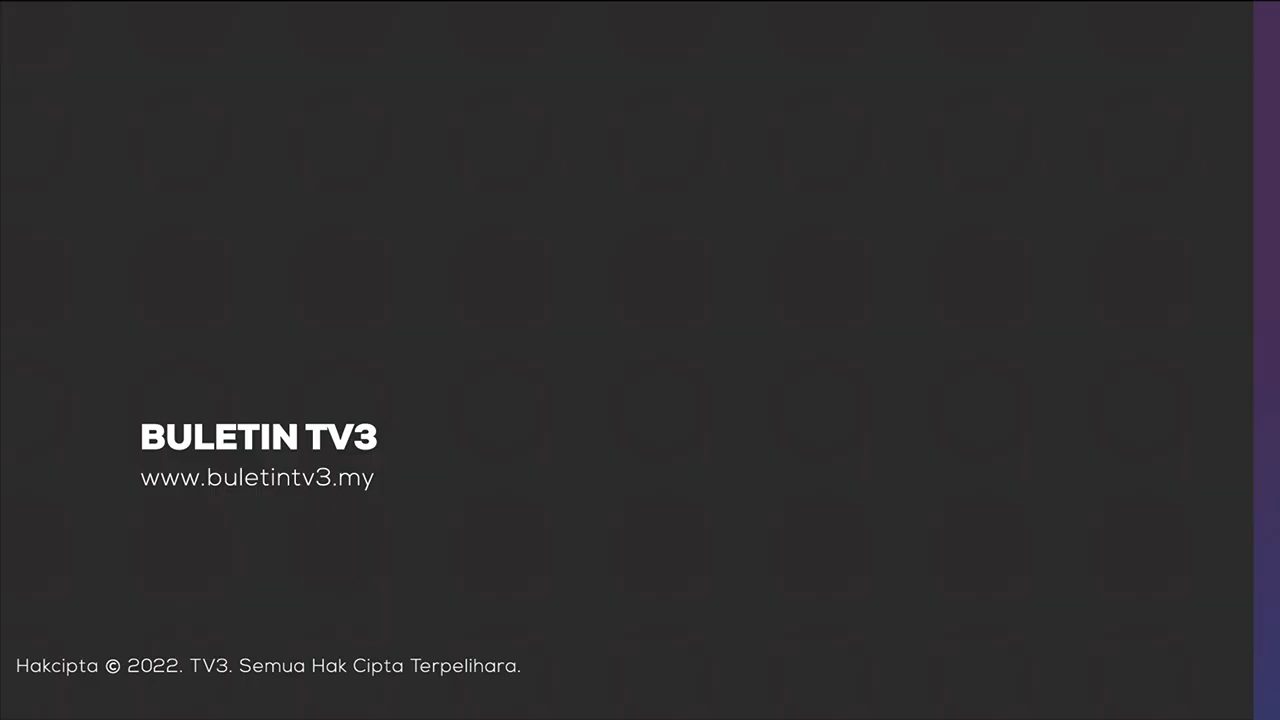 BULETIN TV3
www.buletintv3.my
Hakcipta © 2022. TV3. Semua Hak Cipta Terpelihara.